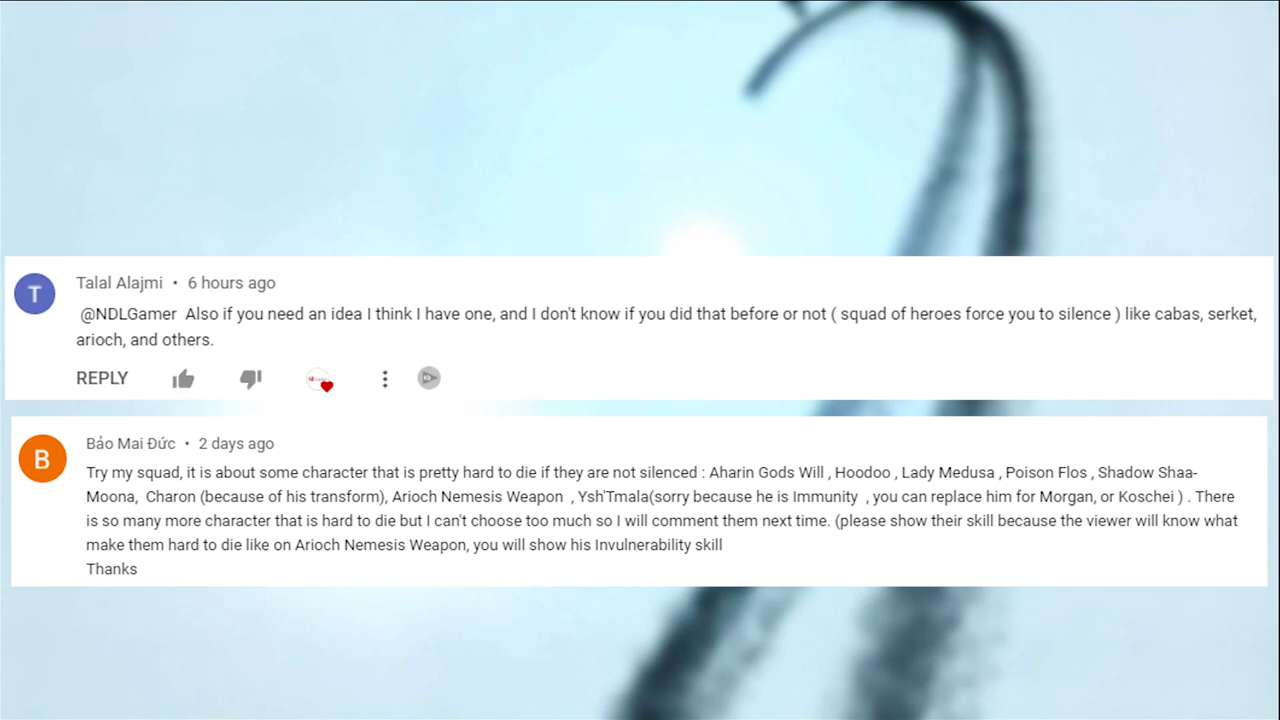 T
Talal Alajmi • 6 hours ago
@NDLGamer Also if you need an idea I think I have one, and I don't know if you did that before or not ( squad of heroes force you to silence ) like cabas, serket,
arioch, and others.
REPLY
B
Bảo Mai Đức • 2 days ago
Try my squad, it is about some character that is pretty hard to die if they are not silenced : Aharin Gods Will , Hoodoo , Lady Medusa , Poison Flos , Shadow Shaa-
Moona, Charon (because of his transform), Arioch Nemesis Weapon , Ysh'Tmala(sorry because he is Immunity , you can replace him for Morgan, or Koschei ) . There
is so many more character that is hard to die but I can't choose too much so I will comment them next time. (please show their skill because the viewer will know what
make them hard to die like on Arioch Nemesis Weapon, you will show his Invulnerability skill
Thanks